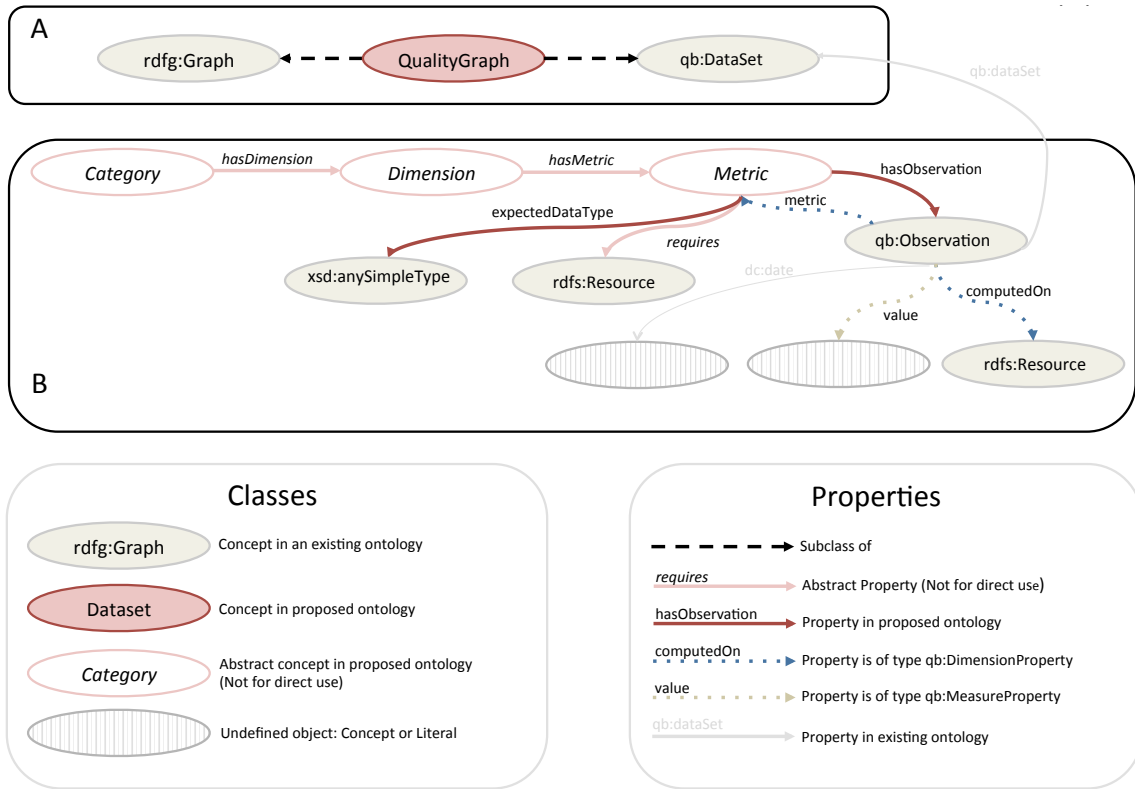 A
rdfg:Graph
QualityGraph
qb:DataSet
qb:dataSet
Category
hasDimension
Dimension
hasMetric
Metric
hasObservation
expectedDataType
metric
requires
qb:Observation
xsd:anySimpleType
rdfs:Resource
dc:date
computedOn
value
rdfs:Resource
B
Classes
rdfg:Graph
Concept in an existing ontology
Dataset
Concept in proposed ontology
Category
Abstract concept in proposed ontology
(Not for direct use)
Undefined object: Concept or Literal
Properties
Subclass of
requires
Abstract Property (Not for direct use)
hasObservation
Property in proposed ontology
computedOn
Property is of type qb:DimensionProperty
value
Property is of type qb:MeasureProperty
qb:dataSet
Property in existing ontology